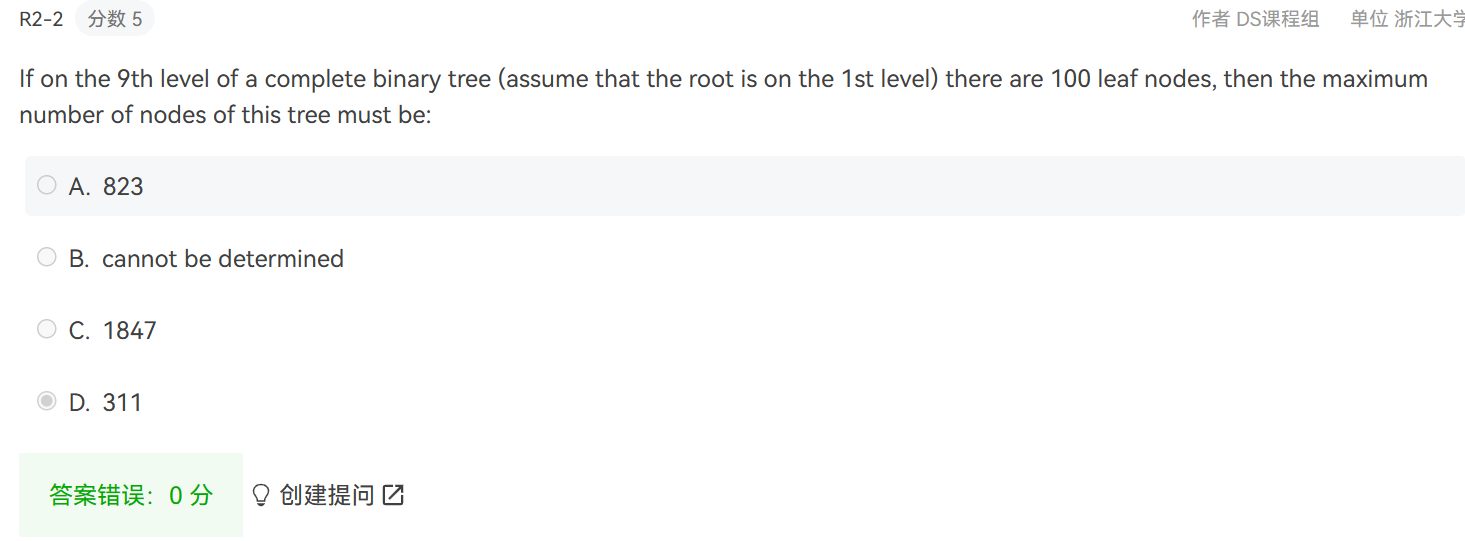 R2-2 分数 5 作者 DS课程组 单位 浙江大学
If on the 9th level of a complete binary tree (assume that the root is on the 1st level) there are 100 leaf nodes, then the maximum
number of nodes of this tree must be:
A. 823
B. cannot be determined
C. 1847
D. 311
答案错误：0 分 创建提问